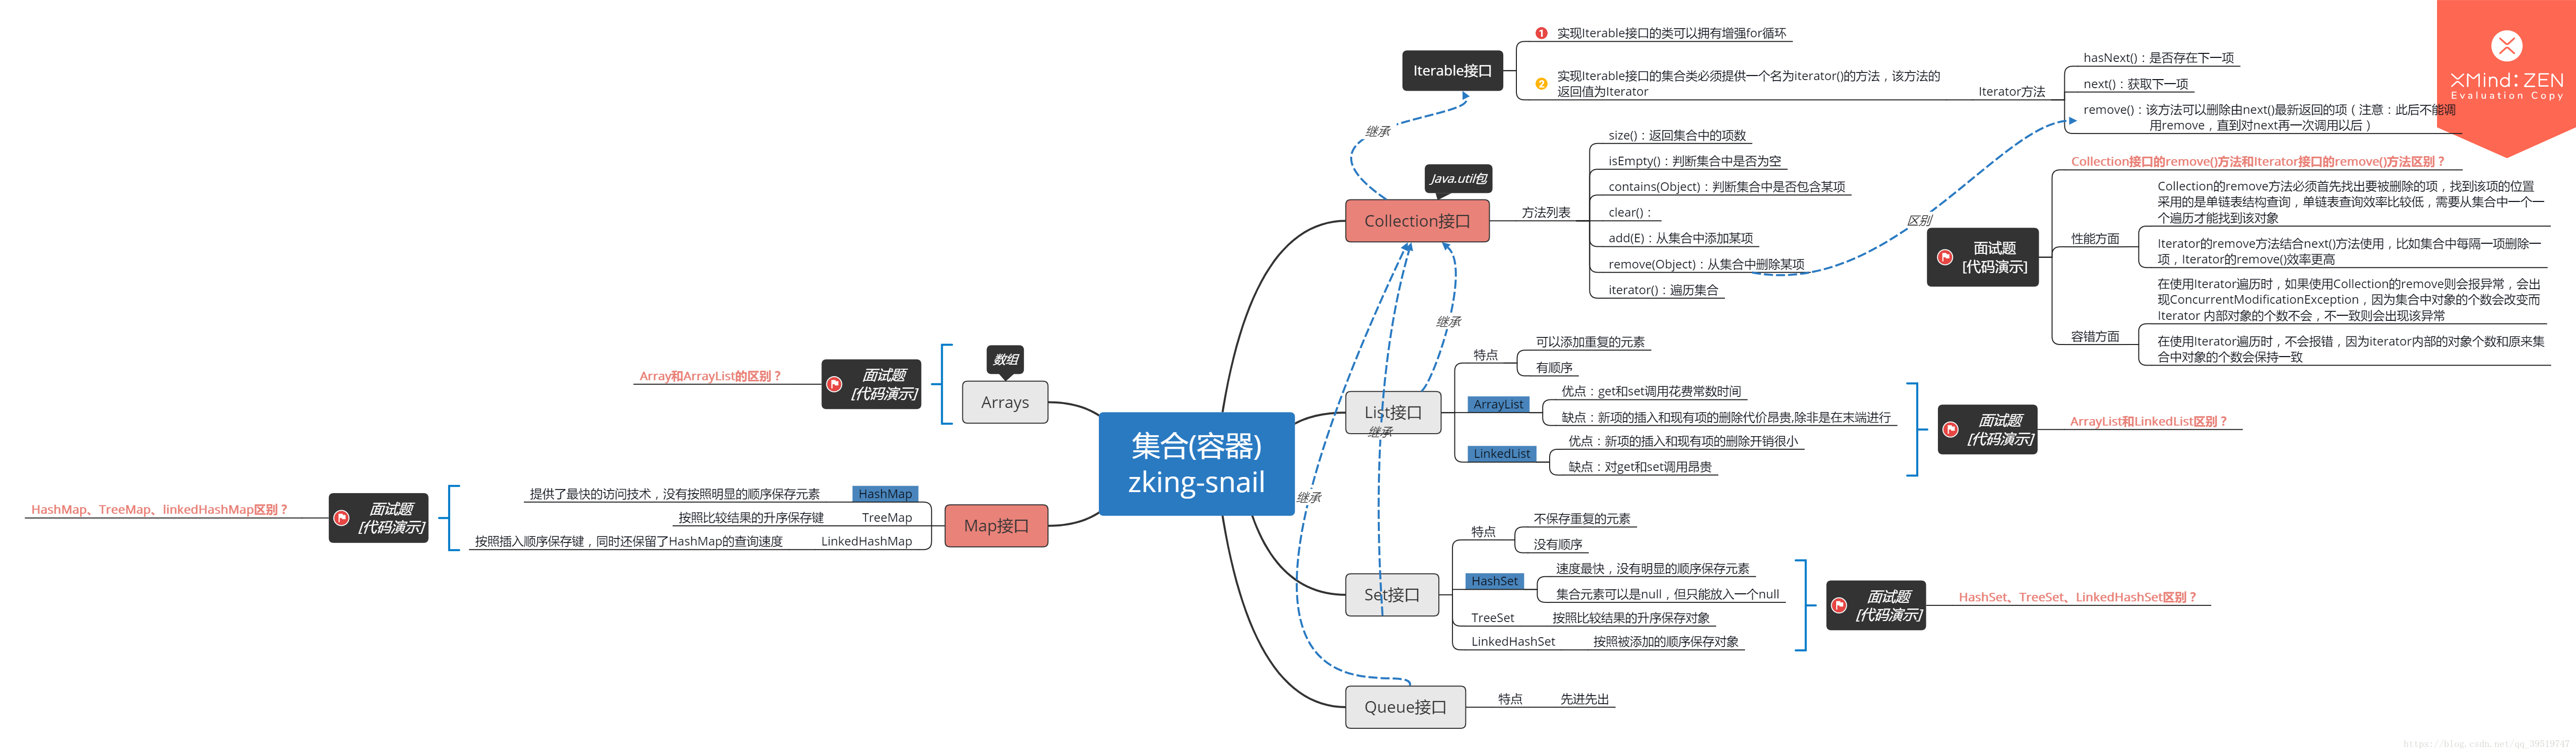 集合(容器)
zking-snail
Iterable接口
1
实现Iterable接口的类可以拥有增强for循环
2
实现Iterable接口的集合类必须提供一个名为iterator()的方法，该方法的
返回值为Iterator
Iterator方法
hasNext()：是否存在下一项
next()：获取下一项
remove()：该方法可以删除由next()最新返回的项（注意：此后不能调
用remove，直到对next再一次调用以后）
XMind:ZEN
Evaluation Copy
继承
Java.util包
Collection接口
方法列表
size()：返回集合中的项数
isEmpty()：判断集合中是否为空
contains(Object)：判断集合中是否包含某项
clear()：
add(E)：从集合中添加某项
remove(Object)：从集合中删除某项
iterator()：遍历集合
区别
面试题
[代码演示]
Collection接口的remove()方法和Iterator接口的remove()方法区别？
性能方面
Collection的remove方法必须首先找出要被删除的项，找到该项的位置
采用的是单链表结构查询，单链表查询效率比较低，需要从集合中一个一
个遍历才能找到该对象
Iterator的remove方法结合next()方法使用，比如集合中每隔一项删除一
项，Iterator的remove()效率更高
容错方面
在使用Iterator遍历时，如果使用Collection的remove则会报异常，会出
现ConcurrentModificationException，因为集合中对象的个数会改变而
Iterator 内部对象的个数不会，不一致则会出现该异常
在使用Iterator遍历时，不会报错，因为iterator内部的对象个数和原来集
合中对象的个数会保持一致
继承
List接口
继承
特点
可以添加重复的元素
有顺序
ArrayList
优点：get和set调用花费常数时间
缺点：新项的插入和现有项的删除代价昂贵,除非是在末端进行
LinkedList
优点：新项的插入和现有项的删除开销很小
缺点：对get和set调用昂贵
面试题
[代码演示]
ArrayList和LinkedList区别？
继承
Set接口
特点
不保存重复的元素
没有顺序
HashSet
速度最快，没有明显的顺序保存元素
集合元素可以是null，但只能放入一个null
TreeSet
按照比较结果的升序保存对象
LinkedHashSet
按照被添加的顺序保存对象
面试题
[代码演示]
HashSet、TreeSet、LinkedHashSet区别？
Queue接口
特点
先进先出
数组
Arrays
面试题
[代码演示]
Array和ArrayList的区别？
Map接口
HashMap
提供了最快的访问技术，没有按照明显的顺序保存元素
TreeMap
按照比较结果的升序保存键
LinkedHashMap
按照插入顺序保存键，同时还保留了HashMap的查询速度
面试题
[代码演示]
HashMap、TreeMap、linkedHashMap区别？
https://blog.csdn.net/qq_39519747